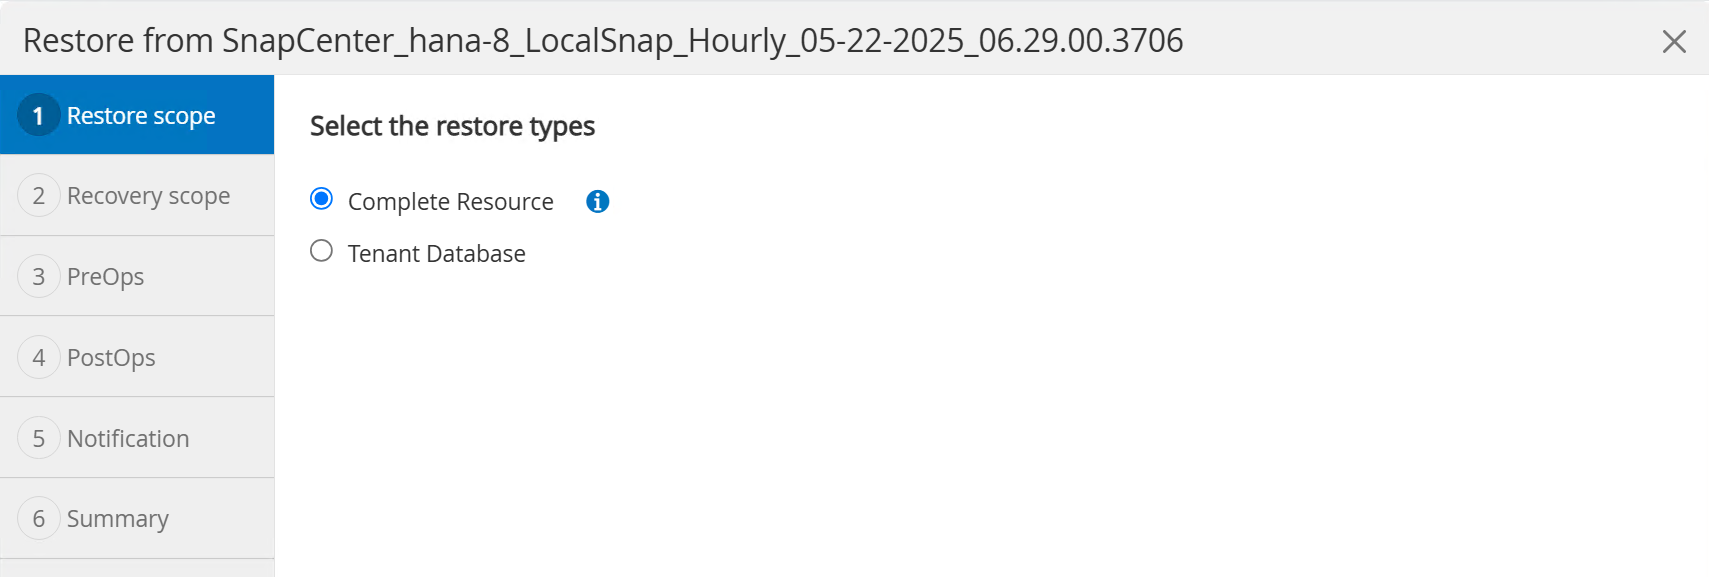 Restore from SnapCenter_hana-8_LocalSnap_Hourly_05-22-2025_06.29.00.3706
1 Restore scope
2 Recovery scope
3 PreOps
4 PostOps
5 Notification
6 Summary
Select the restore types
Complete Resource
Tenant Database